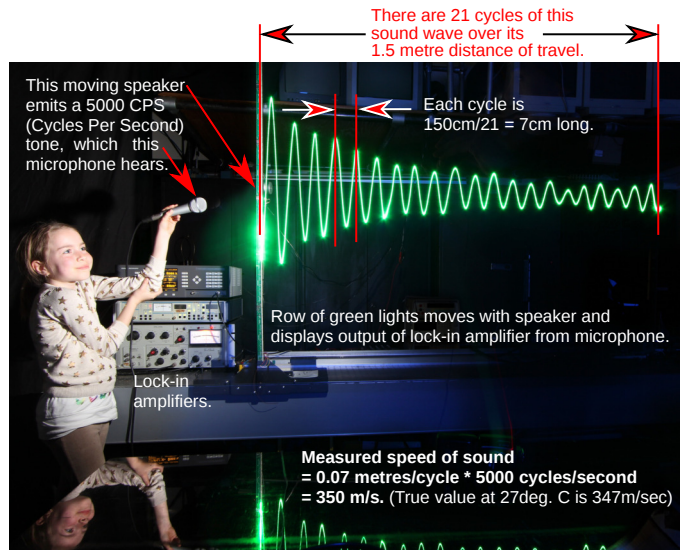 There are 21 cycles of this
sound wave over its
1.5 metre distance of travel.
This moving speaker
emits a 5000 CPS
(Cycles Per Second)
tone, which this
microphone hears.
Each cycle is
150cm/21 = 7cm long.
Row of green lights moves with speaker and
displays output of lock-in amplifier from microphone.
Lock-in
amplifiers.
Measured speed of sound
= 0.07 metres/cycle * 5000 cycles/second
= 350 m/s. (True value at 27deg. C is 347m/sec)